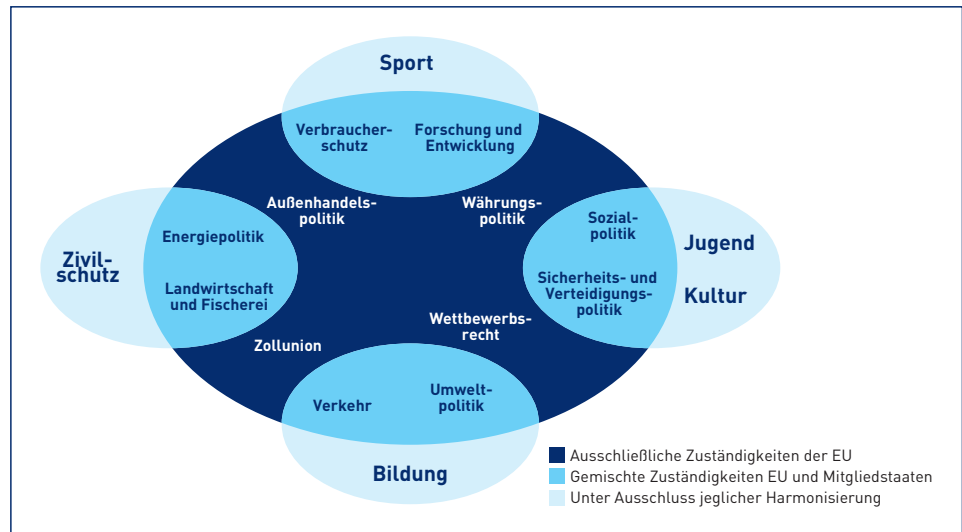 Sport
Verbraucher-
schutz
Forschung und
Entwicklung
Außenhandels-
politik
Währungs-
politik
Zivil-
schutz
Energiepolitik
Landwirtschaft
und Fischerei
Sozial-
politik
Sicherheits- und
Verteidigungs-
politik
Jugend
Kultur
Zollunion
Wettbewerbs-
recht
Verkehr
Umwelt-
politik
Bildung
Ausschließliche Zuständigkeiten der EU
Gemischte Zuständigkeiten EU und Mitgliedstaaten
Unter Ausschluss jeglicher Harmonisierung